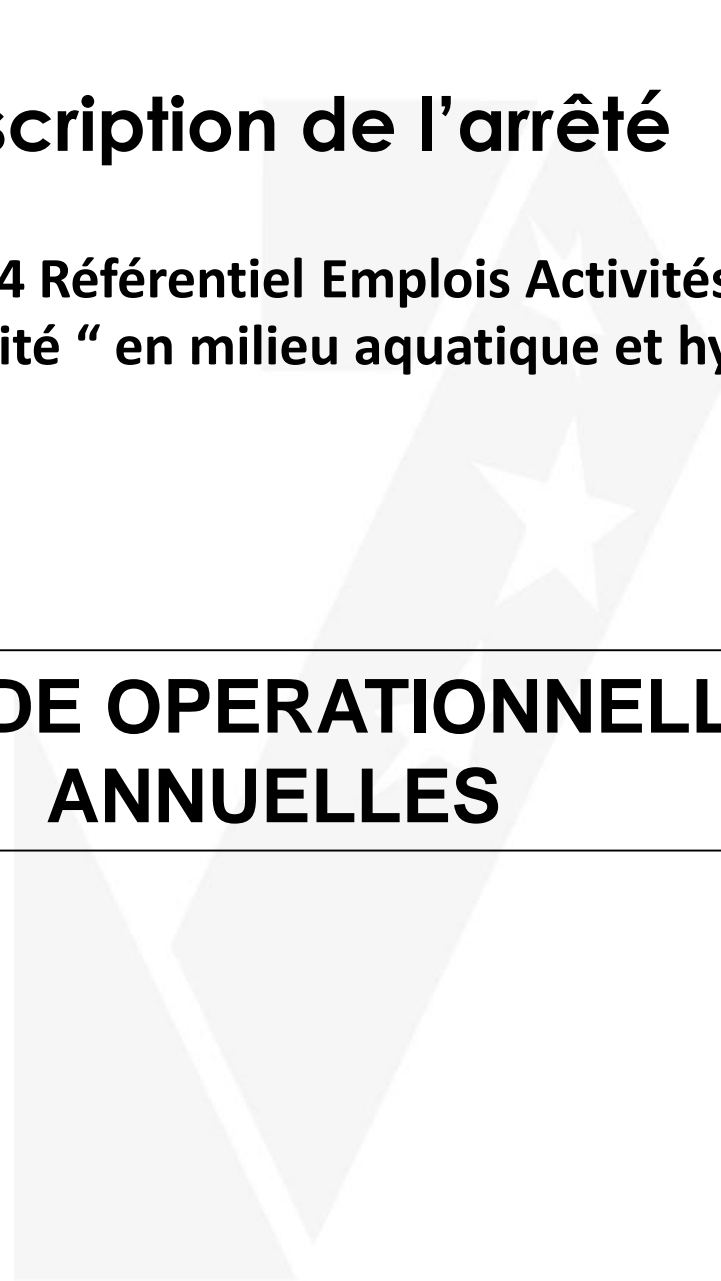 scription de l’arrêté
4 Référentiel Emplois Activités
ité “ en milieu aquatique et hy
DE OPERATIONNELL
ANNUELLES